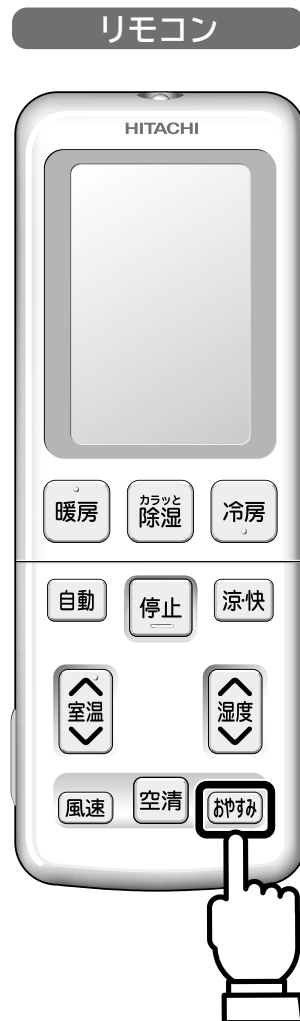 リモコン
HITACHI
暖房
カラッと
除湿
冷房
自動
停止
涼・快
室温
湿度
風速
空清
おやすみ